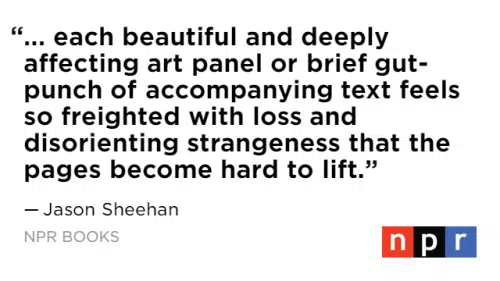 “... each beautiful and deeply
affecting art panel or brief gut-
punch of accompanying text feels
so freighted with loss and
disorienting strangeness that the
pages become hard to lift.”
— Jason Sheehan
NPR BOOKS
npr